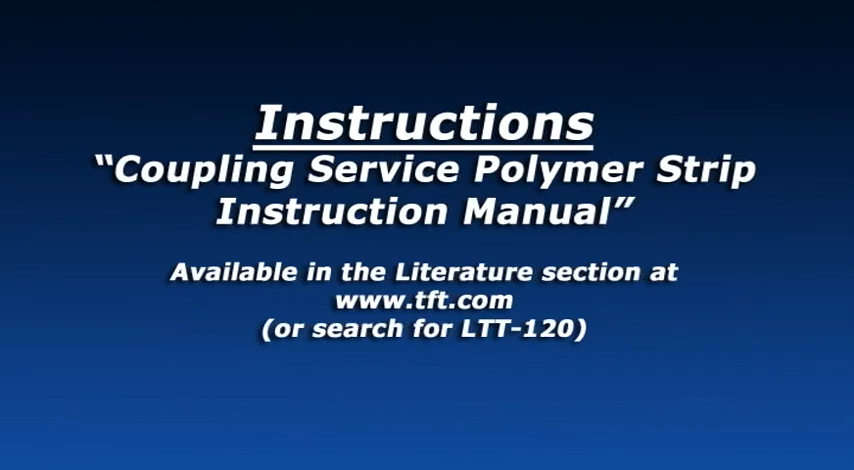 Instructions
“Coupling Service Polymer Strip
Instruction Manual”
Available in the Literature section at
www.tft.com
(or search for LTT-120)